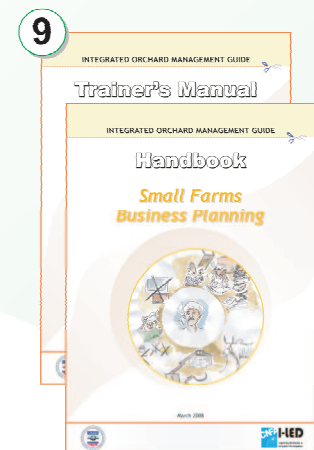 9
INTEGRATED ORCHARD MANAGEMENT GUIDE
Trainer's Manual
INTEGRATED ORCHARD MANAGEMENT GUIDE
Handbook
Small Farms
Business Planning
March 2008
I-LED